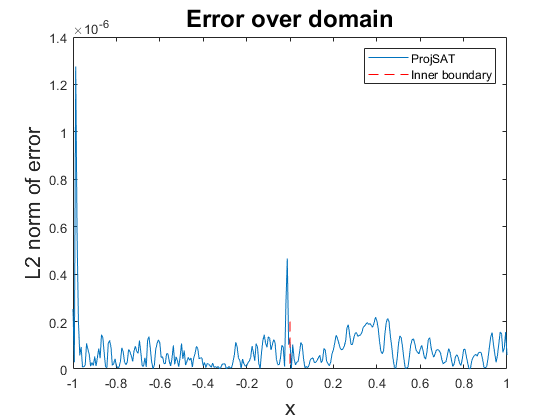 Error over domain
×10^-6
1.4
1.2
1
0.8
0.6
0.4
0.2
0
L2 norm of error
ProjSAT
Inner boundary
-1 -0.8 -0.6 -0.4 -0.2 0 0.2 0.4 0.6 0.8 1
x